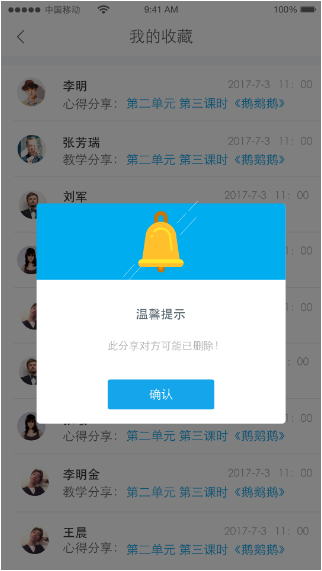 中国移动 9:41 AM 100%
我的收藏
李明 2017-7-3 11：00
心得分享：第二单元 第三课时《鹅鹅鹅》
张芳瑞 2017-7-3 11：00
教学分享：第二单元 第三课时《鹅鹅鹅》
刘军 2017-7-3 11：00
温馨提示
此分享对方可能已删除！
确认
心得分享：第二单元 第三课时《鹅鹅鹅》
李明金 2017-7-3 11：00
教学分享：第二单元 第三课时《鹅鹅鹅》
王晨 2017-7-3 11：00
心得分享：第二单元 第三课时《鹅鹅鹅》